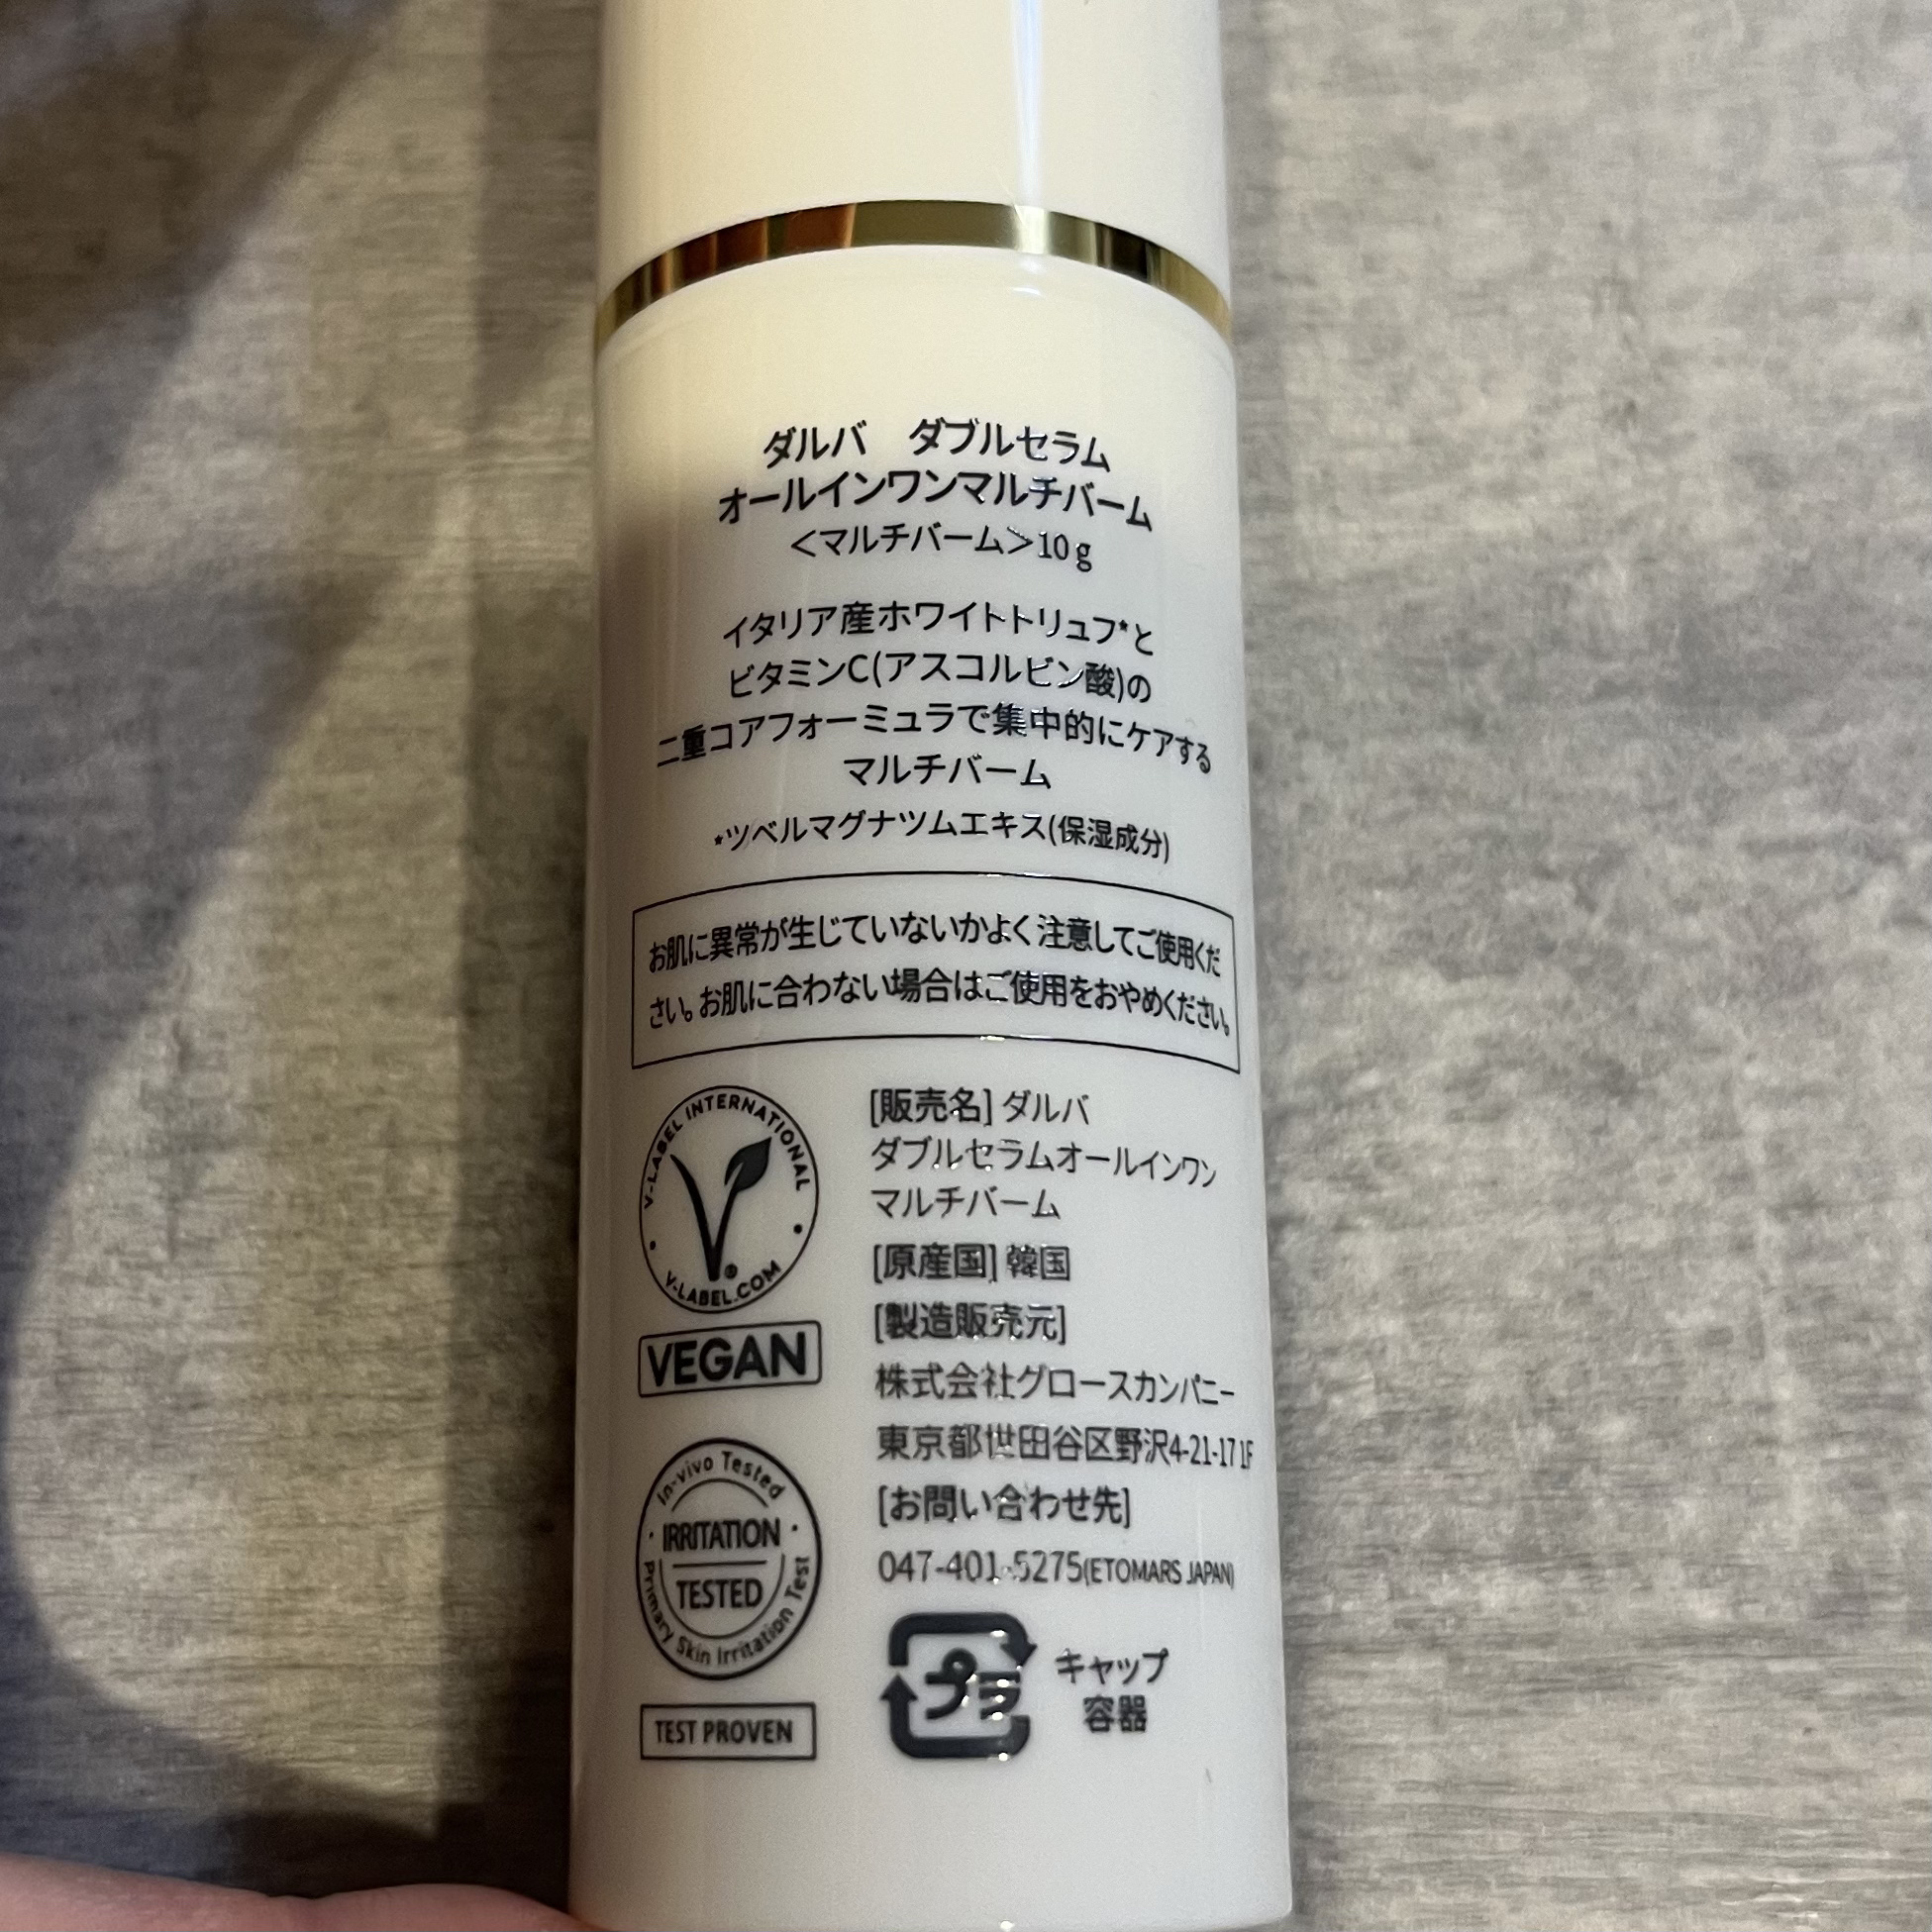 ダルバ　ダブルセラム
オールインワンマルチバーム
＜マルチバーム＞10g
イタリア産ホワイトトリュフ*と
ビタミンC(アスコルビン酸)の
二重コアフォーミュラで集中的にケアする
マルチバーム
*ツベルマグナツムエキス(保湿成分)
お肌に異常が生じていないかよく注意してご使用くだ
さい。お肌に合わない場合はご使用をおやめください。
V-LABEL INTERNATIONAL
V-LABEL.COM
VEGAN
In-vivo Tested
IRRITATION
TESTED
Primary Skin Irritation Test
TEST PROVEN
[販売名] ダルバ
ダブルセラムオールインワン
マルチバーム
[原産国] 韓国
[製造販売元]
株式会社グロースカンパニー
東京都世田谷区野沢4-21-17 1F
[お問い合わせ先]
047-401-5275(ETOMARS JAPAN)
プラ
キャップ
容器